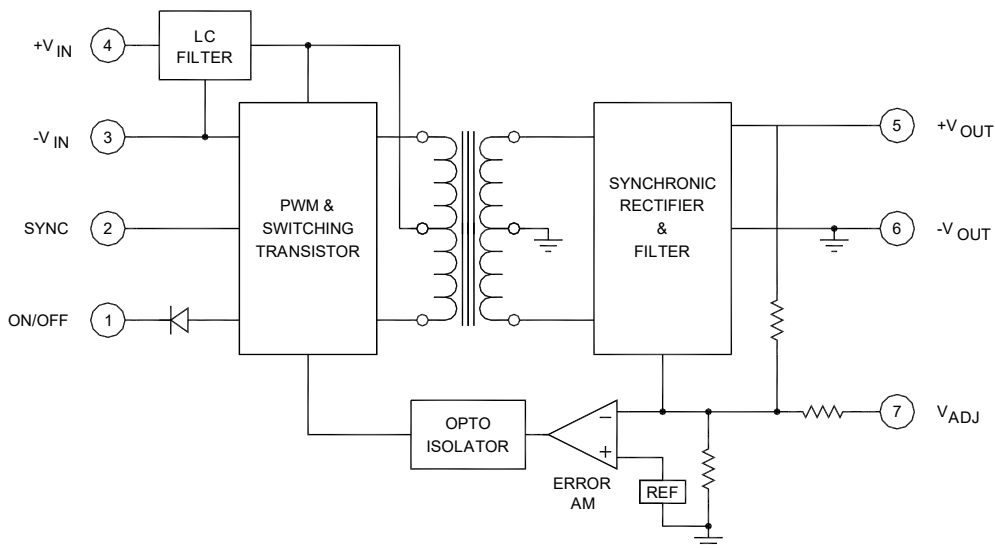 LC
FILTER
+V IN
4
-V IN
3
5
+V OUT
SYNC
2
PWM &
SWITCHING
TRANSISTOR
SYNCHRONIC
RECTIFIER
&
FILTER
6
-V OUT
ON/OFF
1
OPTO
ISOLATOR
−
+
ERROR
AM
REF
7
V ADJ